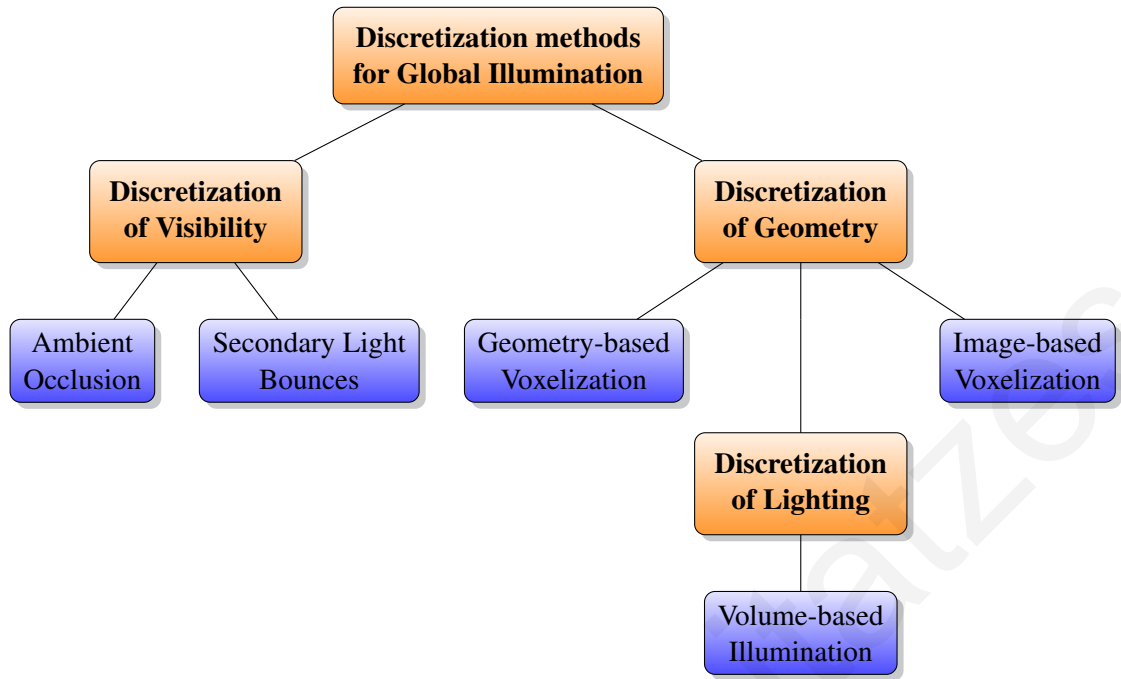 Discretization methods
for Global Illumination
Discretization
of Visibility
Discretization
of Geometry
Ambient
Occlusion
Secondary Light
Bounces
Geometry-based
Voxelization
Image-based
Voxelization
Discretization
of Lighting
Volume-based
Illumination